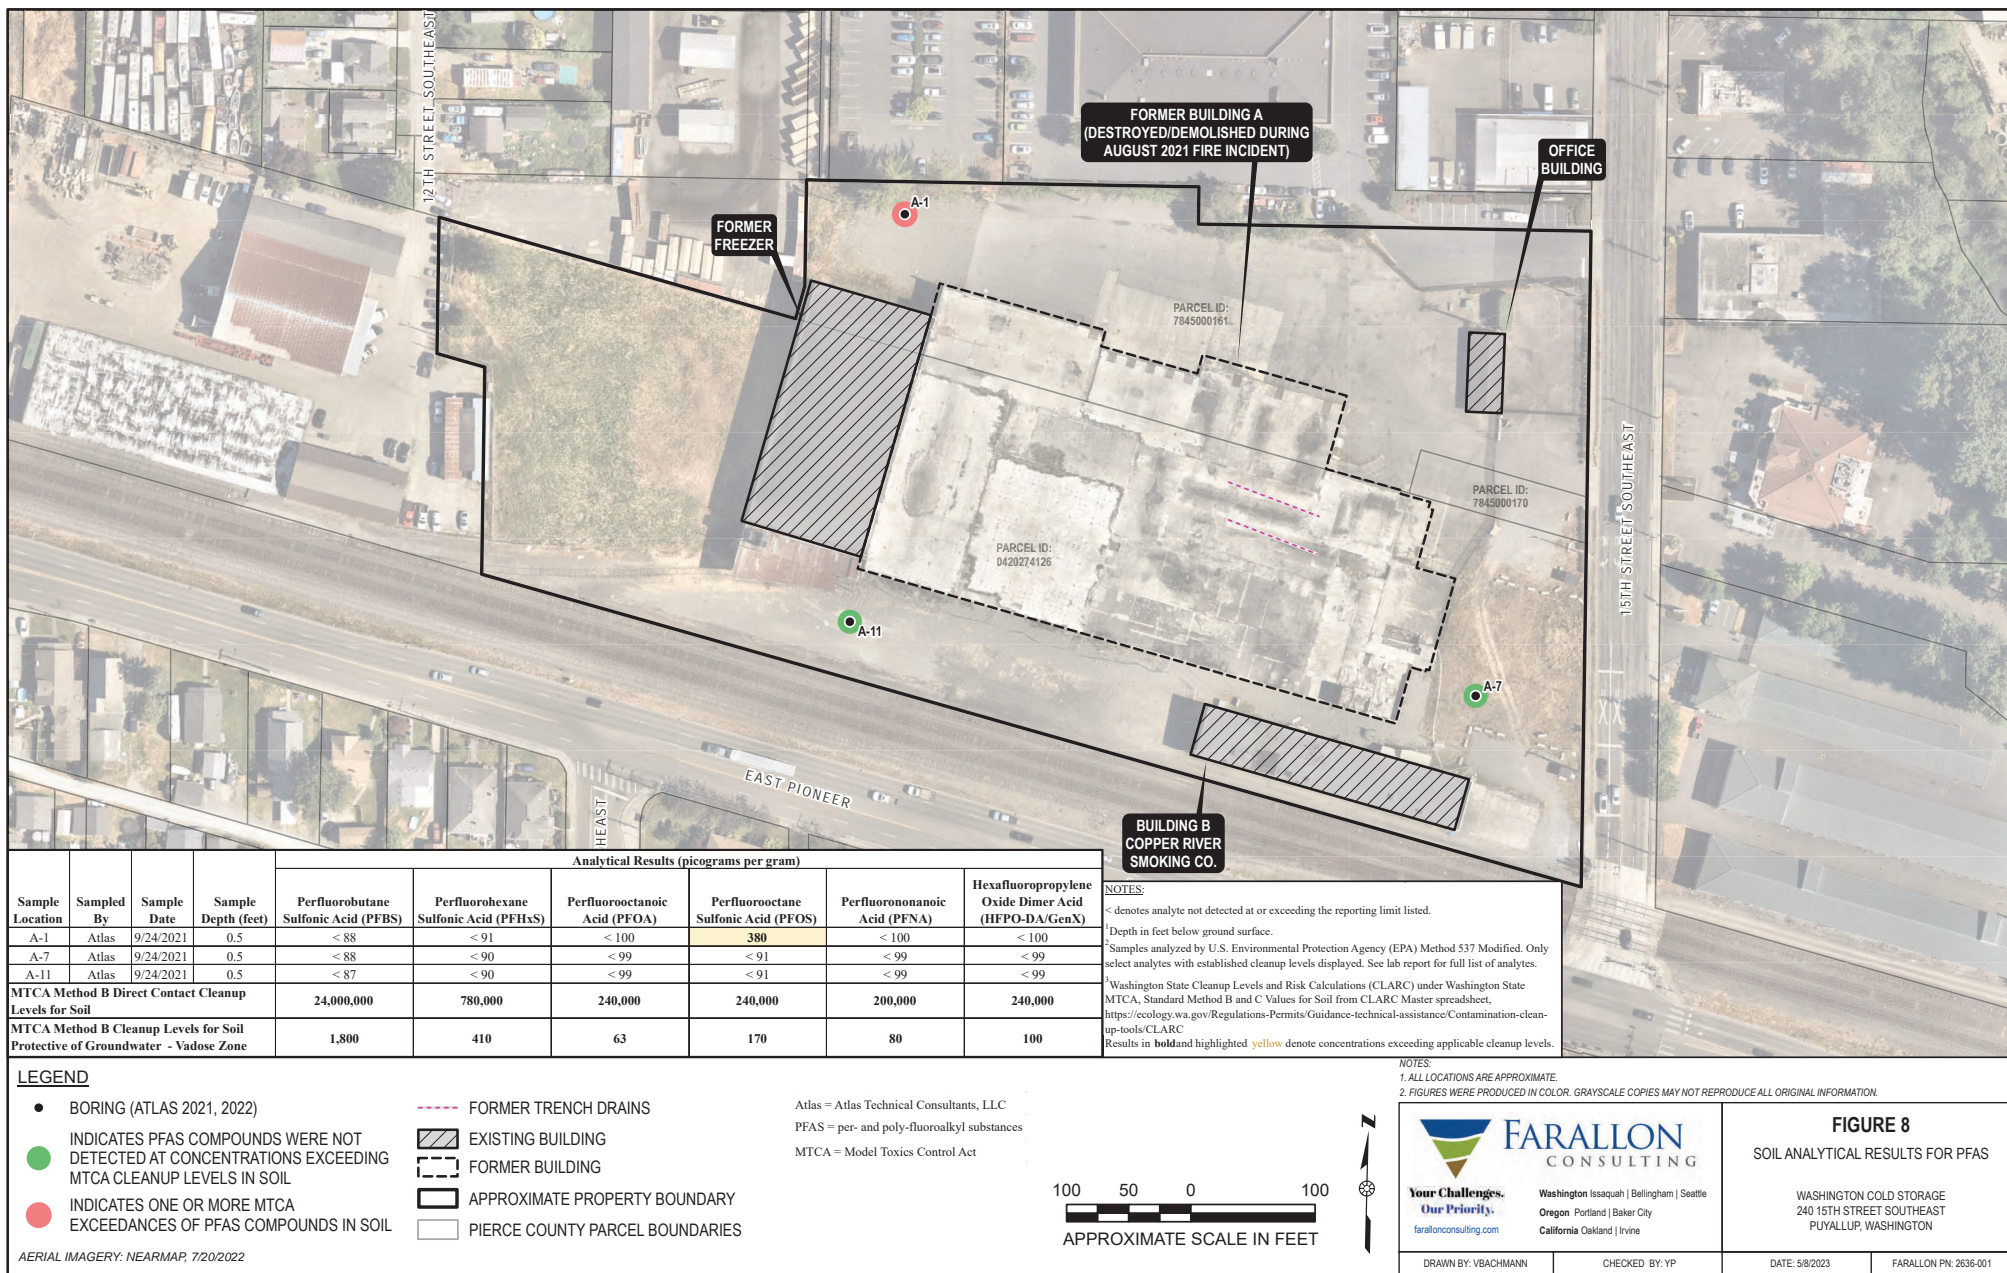 12TH STREET SOUTHEAST
FORMER BUILDING A
(DESTROYED/DEMOLISHED DURING
AUGUST 2021 FIRE INCIDENT)
OFFICE
BUILDING
A-1
FORMER
FREEZER
PARCEL ID:
7845000161
15TH STREET SOUTHEAST
PARCEL ID:
7845000170
PARCEL ID:
0420274126
A-11
A-7
EAST PIONEER
HEAST
BUILDING B
COPPER RIVER
SMOKING CO.
Analytical Results (picograms per gram)
Sample Location	Sampled By	Sample Date	Sample Depth (feet)	Perfluorobutane Sulfonic Acid (PFBS)	Perfluorohexane Sulfonic Acid (PFHxS)	Perfluorooctanoic Acid (PFOA)	Perfluorooctane Sulfonic Acid (PFOS)	Perfluorononanoic Acid (PFNA)	Hexafluoropropylene Oxide Dimer Acid (HFPO-DA/GenX)
A-1	Atlas	9/24/2021	0.5	< 88	< 91	< 100	380	< 100	< 100
A-7	Atlas	9/24/2021	0.5	< 88	< 90	< 99	< 91	< 99	< 99
A-11	Atlas	9/24/2021	0.5	< 87	< 90	< 99	< 91	< 99	< 99
MTCA Method B Direct Contact Cleanup Levels for Soil	24,000,000	780,000	240,000	240,000	200,000	240,000
MTCA Method B Cleanup Levels for Soil Protective of Groundwater - Vadose Zone	1,800	410	63	170	80	100
NOTES:
< denotes analyte not detected at or exceeding the reporting limit listed.
1Depth in feet below ground surface.
2Samples analyzed by U.S. Environmental Protection Agency (EPA) Method 537 Modified. Only
select analytes with established cleanup levels displayed. See lab report for full list of analytes.
3Washington State Cleanup Levels and Risk Calculations (CLARC) under Washington State
MTCA, Standard Method B and C Values for Soil from CLARC Master spreadsheet,
https://ecology.wa.gov/Regulations-Permits/Guidance-technical-assistance/Contamination-clean-
up-tools/CLARC
Results in boldand highlighted yellow denote concentrations exceeding applicable cleanup levels.
LEGEND
BORING (ATLAS 2021, 2022)
INDICATES PFAS COMPOUNDS WERE NOT
DETECTED AT CONCENTRATIONS EXCEEDING
MTCA CLEANUP LEVELS IN SOIL
INDICATES ONE OR MORE MTCA
EXCEEDANCES OF PFAS COMPOUNDS IN SOIL
AERIAL IMAGERY: NEARMAP, 7/20/2022
FORMER TRENCH DRAINS
EXISTING BUILDING
FORMER BUILDING
APPROXIMATE PROPERTY BOUNDARY
PIERCE COUNTY PARCEL BOUNDARIES
Atlas = Atlas Technical Consultants, LLC
PFAS = per- and poly-fluoroalkyl substances
MTCA = Model Toxics Control Act
100 50 0 100
APPROXIMATE SCALE IN FEET
N
NOTES:
1. ALL LOCATIONS ARE APPROXIMATE.
2. FIGURES WERE PRODUCED IN COLOR. GRAYSCALE COPIES MAY NOT REPRODUCE ALL ORIGINAL INFORMATION.
FARALLON
CONSULTING
Your Challenges.
Our Priority.
farallonconsulting.com
Washington Issaquah | Bellingham | Seattle
Oregon Portland | Baker City
California Oakland | Irvine
FIGURE 8
SOIL ANALYTICAL RESULTS FOR PFAS
WASHINGTON COLD STORAGE
240 15TH STREET SOUTHEAST
PUYALLUP, WASHINGTON
DRAWN BY: VBACHMANN
CHECKED BY: YP
DATE: 5/8/2023
FARALLON PN: 2636-001